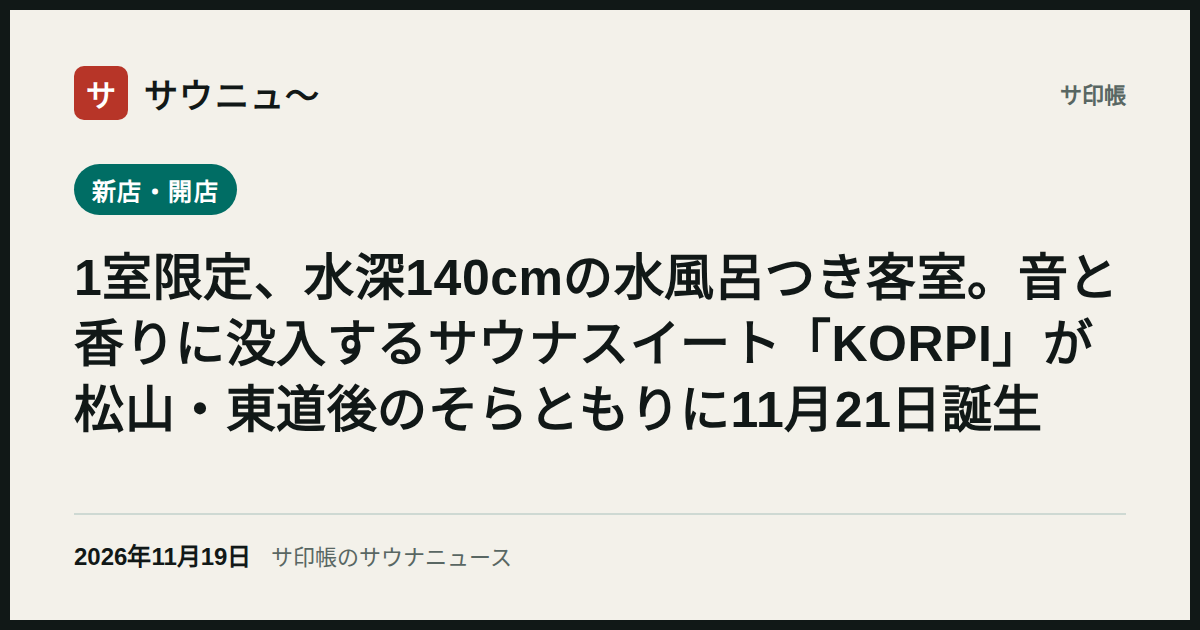 サ サウニュ〜
サ印帳
新店・開店
1室限定、水深140cmの水風呂つき客室。音と
香りに没入するサウナスイート「KORPI」が
松山・東道後のそらともりに11月21日誕生
2026年11月19日 サ印帳のサウナニュース